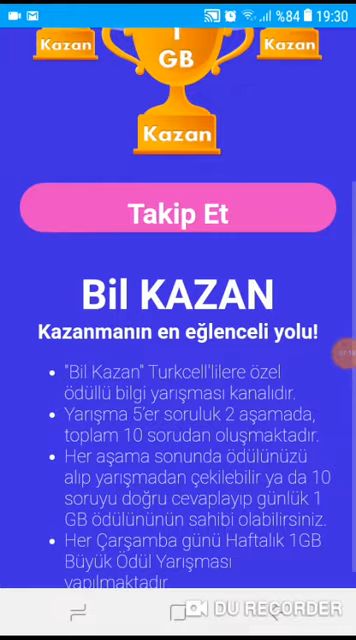 %84 19:30
1
GB
Kazan
Kazan
Kazan
Takip Et
Bil KAZAN
Kazanmanın en eğlenceli yolu!
• "Bil Kazan" Turkcell'lilere özel
ödüllü bilgi yarışması kanalıdır.
• Yarışma 5'er soruluk 2 aşamada,
toplam 10 sorudan oluşmaktadır.
• Her aşama sonunda ödülünüzü
alıp yarışmadan çekilebilir ya da 10
soruyu doğru cevaplayıp günlük 1
GB ödülününün sahibi olabilirsiniz.
• Her Çarşamba günü Haftalık 1GB
Büyük Ödül Yarışması
yapılmaktadır
DU RECORDER